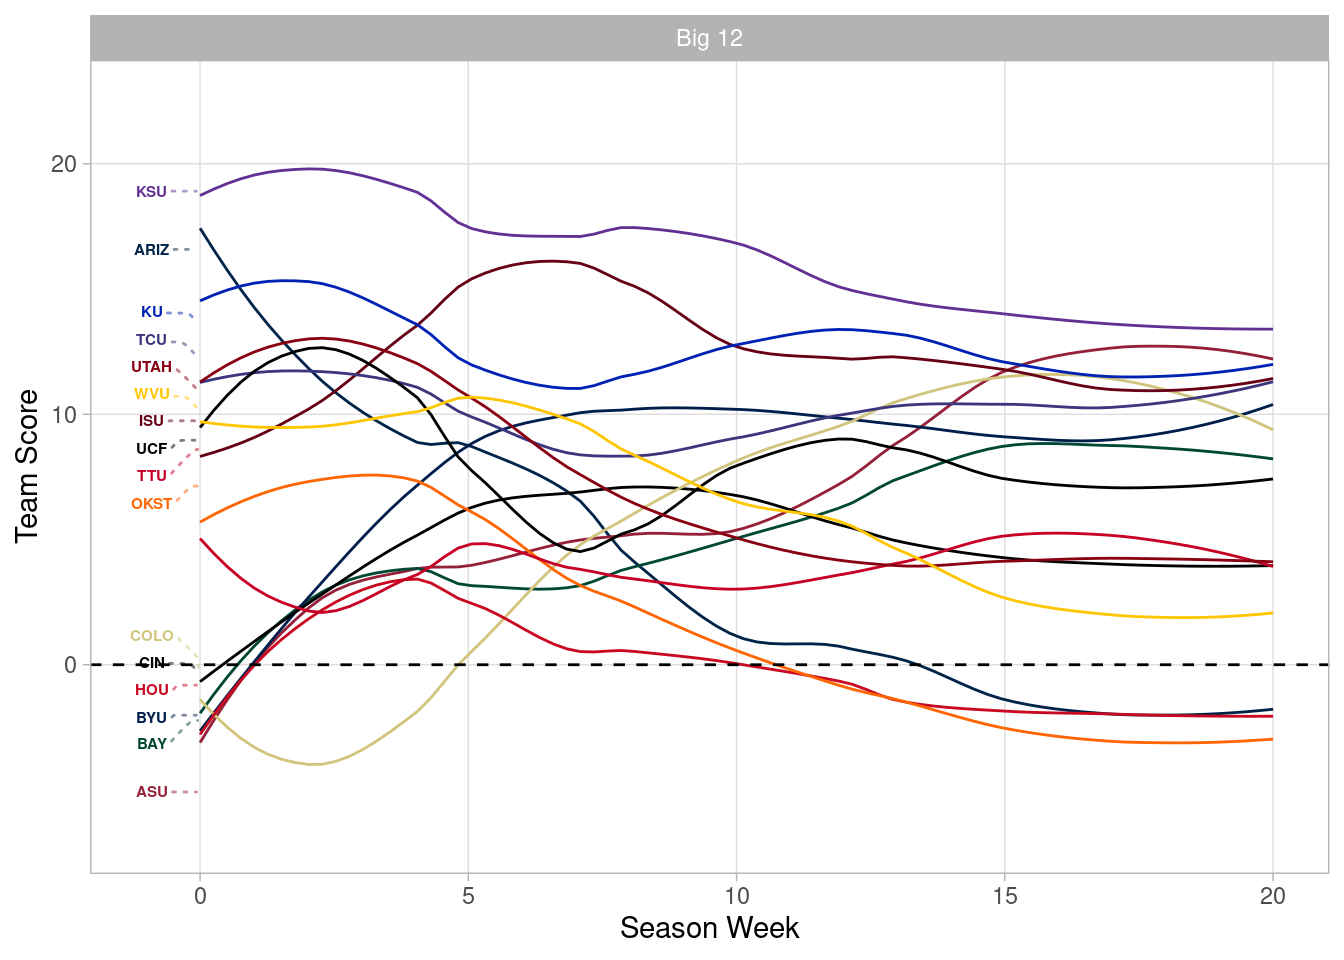 Big 12
Team Score
20
10
0
KSU
ARIZ
KU
TCU
UTAH
WVU
ISU
UCF
TTU
OKST
COLO
CIN
HOU
BYU
BAY
ASU
0 5 10 15 20
Season Week